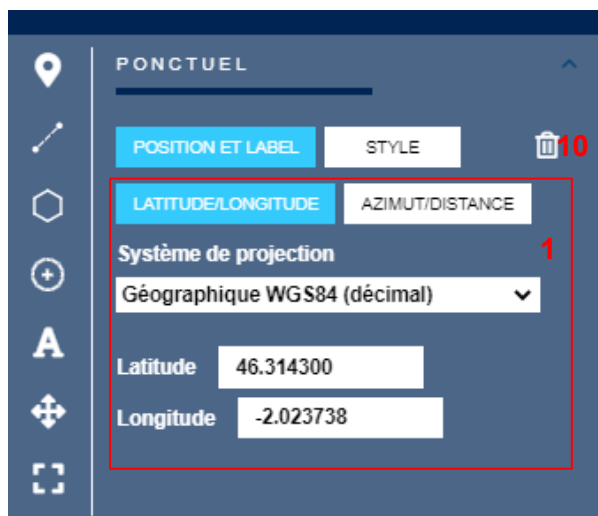 PONCTUEL
POSITION ET LABEL STYLE 10
LATITUDE/LONGITUDE AZIMUT/DISTANCE
Système de projection 1
Géographique WGS84 (décimal)
A
Latitude 46.314300
Longitude -2.023738